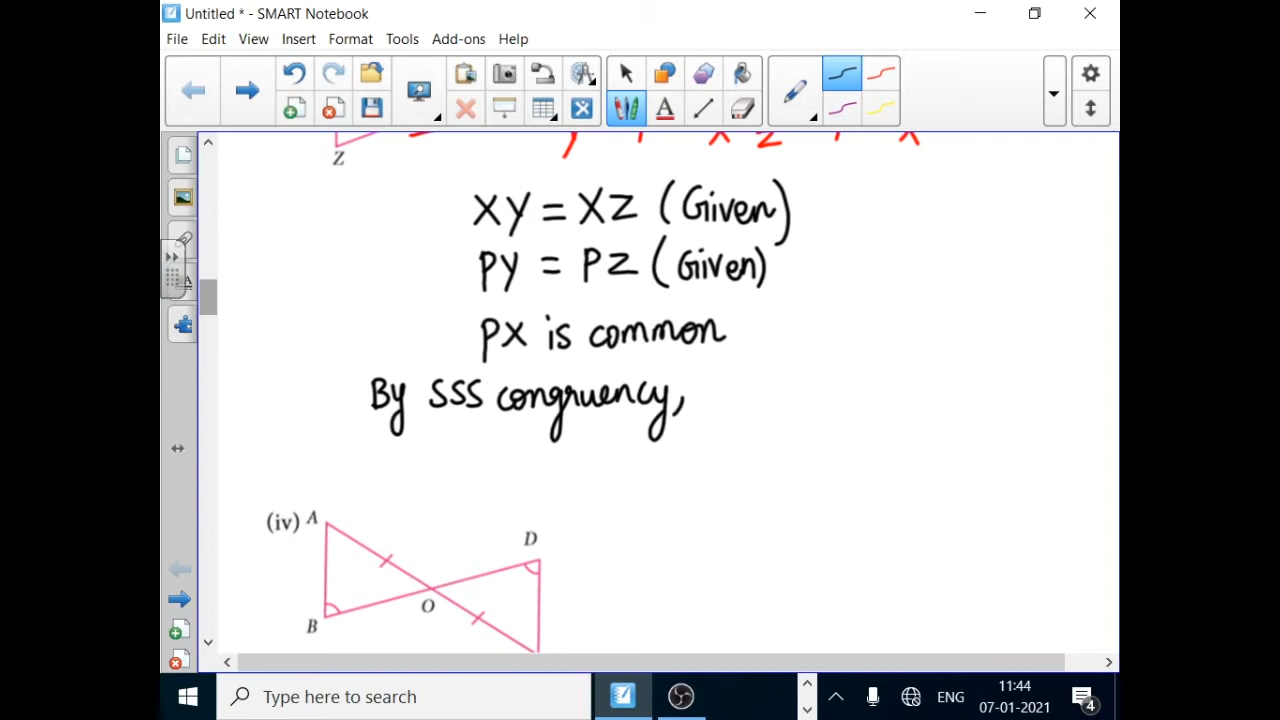 Untitled * - SMART Notebook
File Edit View Insert Format Tools Add-ons Help
Z
XY = XZ (Given)
PY = PZ (Given)
PX is common
By SSS congruency,
(iv) A
D
O
B
Type here to search
ENG
11:44
07-01-2021
4